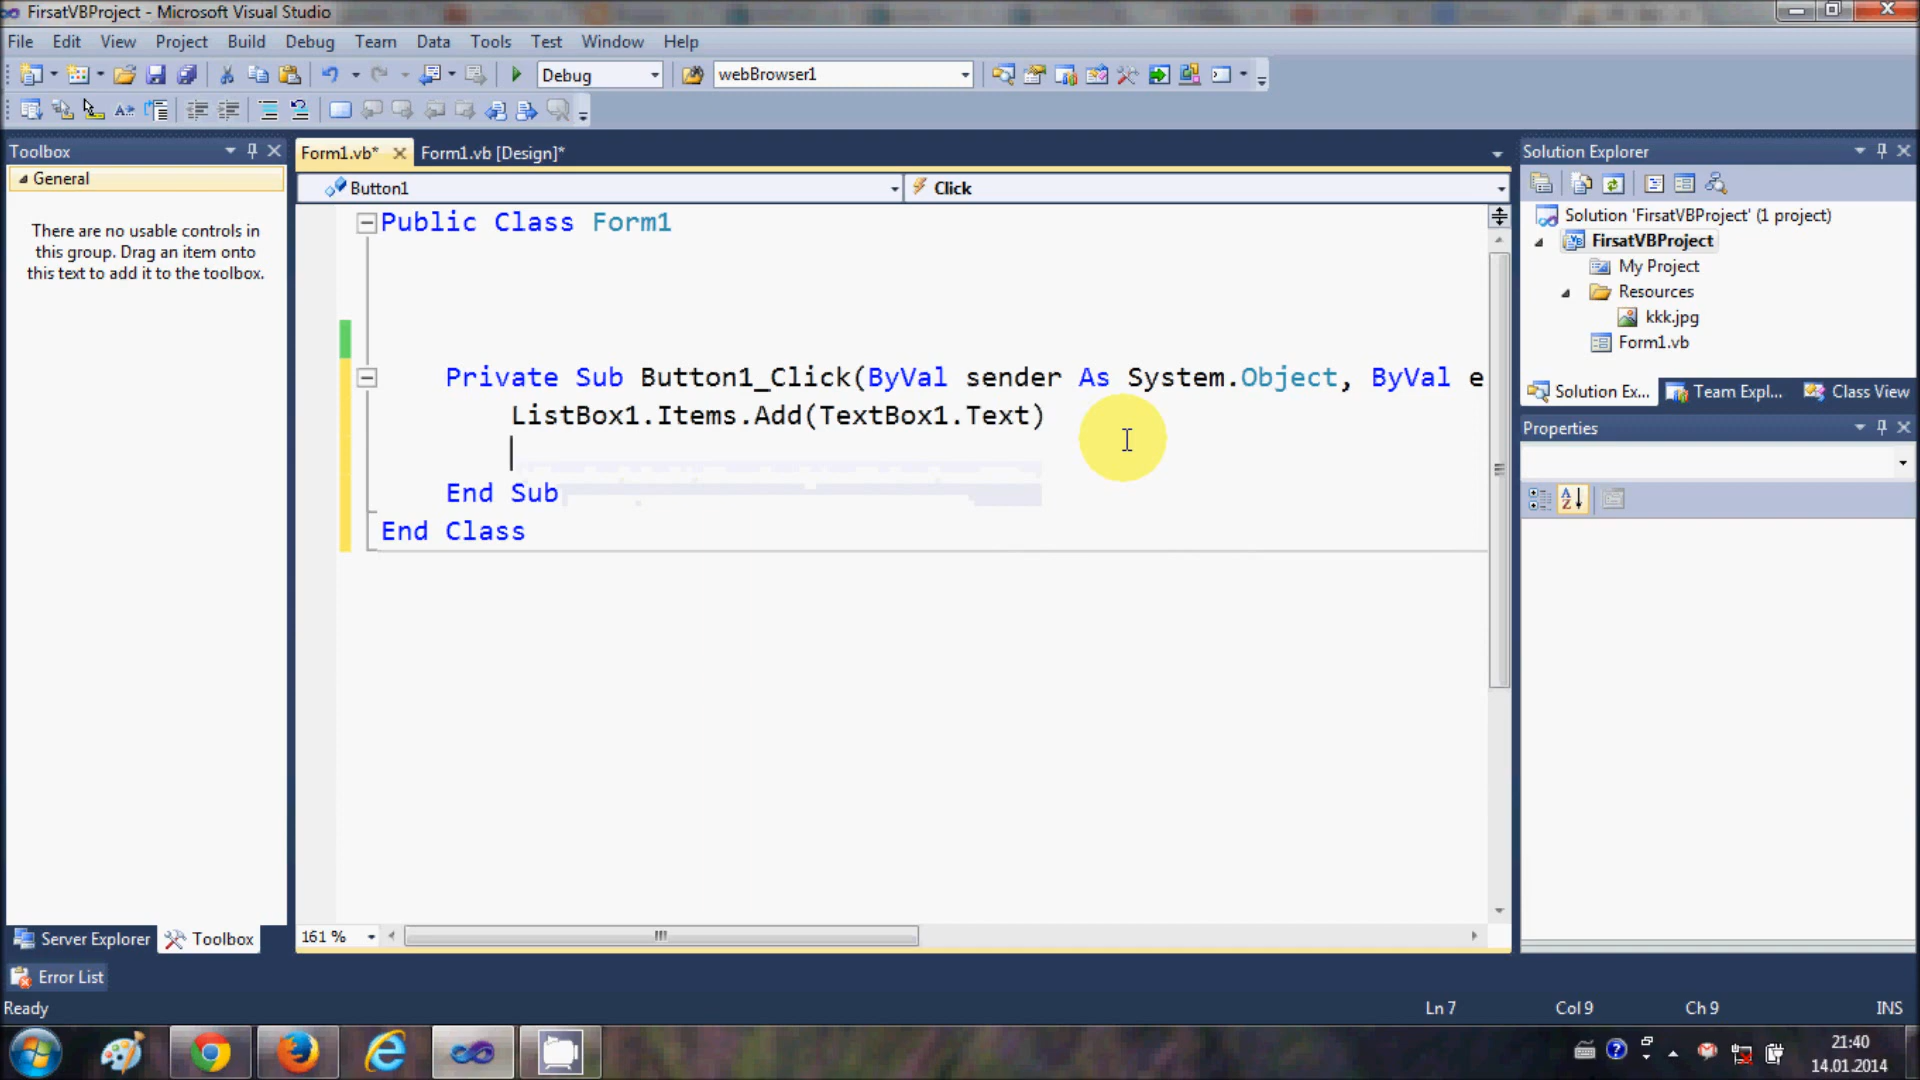 FirsatVBProject - Microsoft Visual Studio
File Edit View Project Build Debug Team Data Tools Test Window Help
Debug webBrowser1
Toolbox
General
There are no usable controls in
this group. Drag an item onto
this text to add it to the toolbox.
Server Explorer Toolbox
Form1.vb* Form1.vb [Design]*
Button1 Click
Public Class Form1
Private Sub Button1_Click(ByVal sender As System.Object, ByVal e
ListBox1.Items.Add(TextBox1.Text)
End Sub
End Class
161 %
Solution Explorer
Solution 'FirsatVBProject' (1 project)
FirsatVBProject
My Project
Resources
kkk.jpg
Form1.vb
Solution Ex... Team Expl... Class View
Properties
Error List
Ready Ln 7 Col 9 Ch 9 INS
21:40
14.01.2014